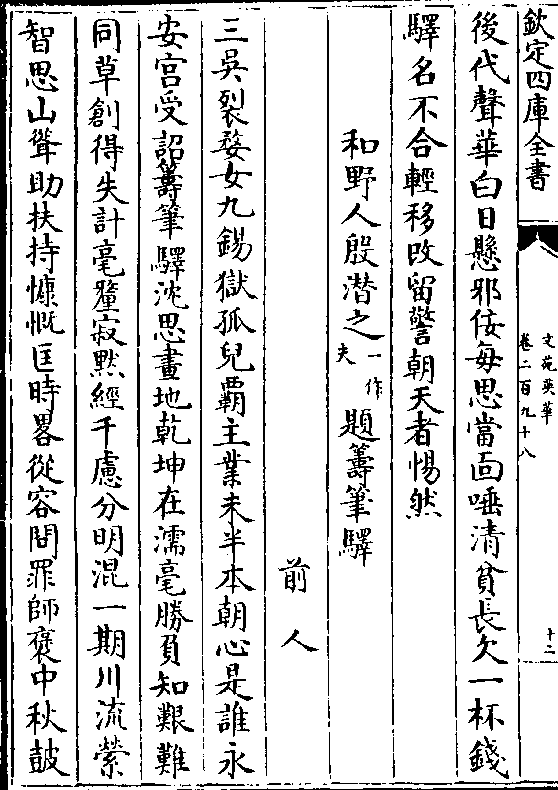 欽定四庫全書
文苑英華
卷二百九十八
十二
後代聲華白日懸邪佞每思當面唾清貧長欠一杯錢
驛名不合輕移改留警朝天者惕然
和野人殷潜之一作夫題籌筆驛
前人
三吳裂婺女九錫獄孤兒霸主業未半本朝心是誰永
安宫受詔籌筆驛沈思畫地乾坤在濡毫勝負知艱難
同草創得失計毫釐寂黙經千慮分明混一期川流縈
智思山聳助扶持慷慨匡時畧從容問罪師褒中秋鼓